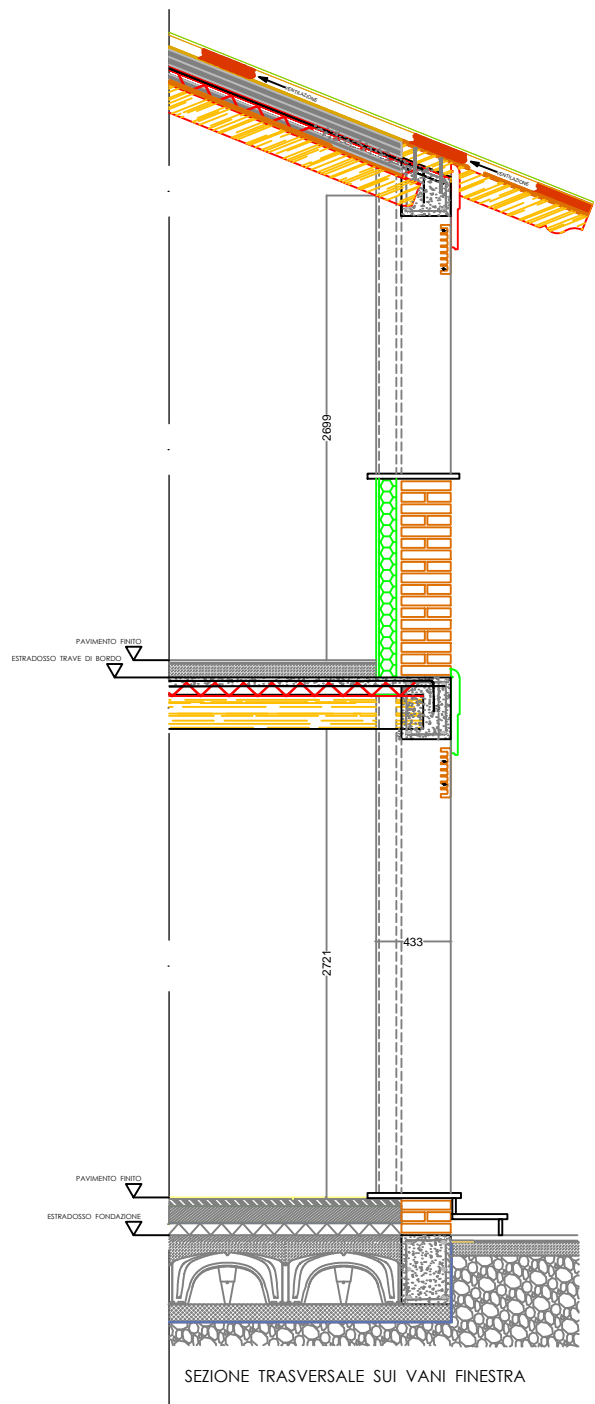 VENTILAZIONE
VENTILAZIONE
2699
PAVIMENTO FINITO
ESTRADOSSO TRAVE DI BORDO
433
2721
PAVIMENTO FINITO
ESTRADOSSO FONDAZIONE
SEZIONE TRASVERSALE SUI VANI FINESTRA